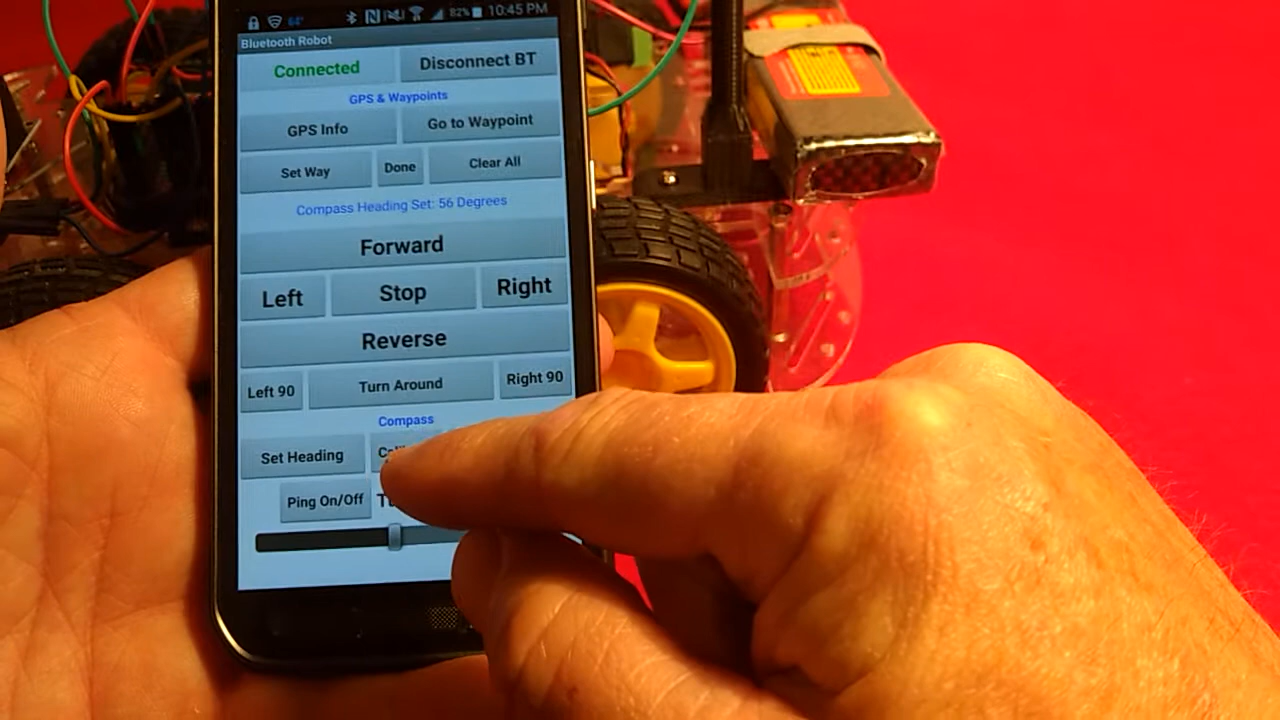 64° 82% 10:45 PM
Bluetooth Robot
Connected Disconnect BT
GPS & Waypoints
GPS Info Go to Waypoint
Set Way Done Clear All
Compass Heading Set: 56 Degrees
Forward
Left Stop Right
Reverse
Left 90 Turn Around Right 90
Compass
Set Heading
Ping On/Off